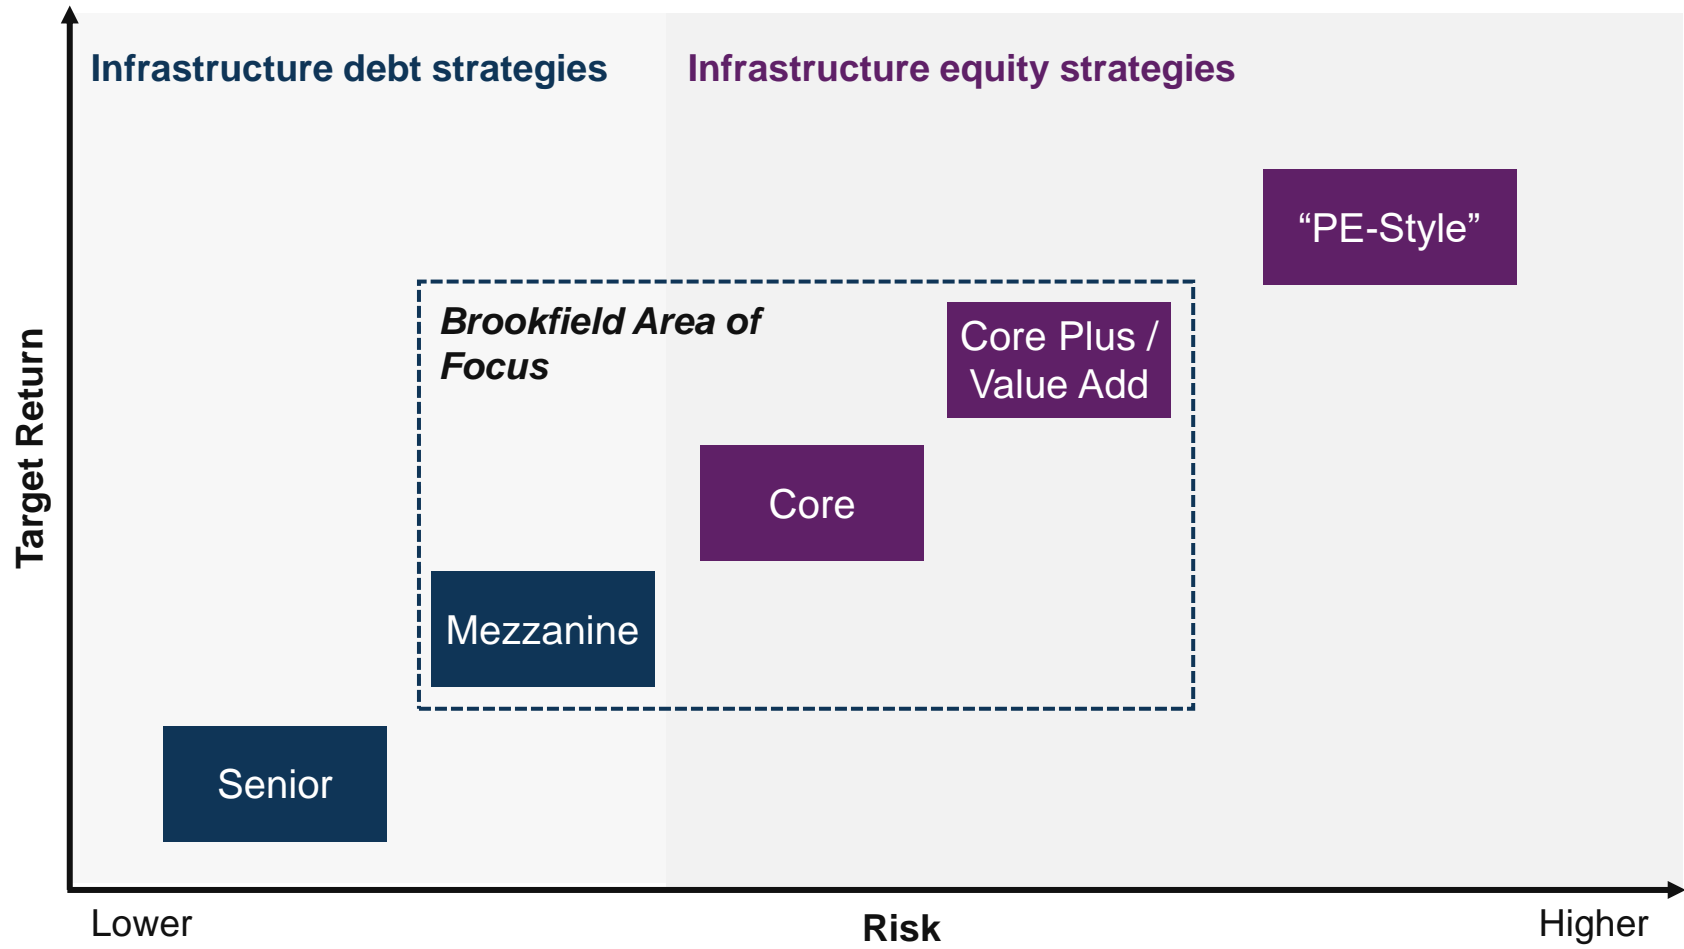 Infrastructure debt strategies
Infrastructure equity strategies
“PE-Style”
Brookfield Area of
Focus
Core Plus /
Value Add
Core
Mezzanine
Senior
Target Return
Lower
Risk
Higher